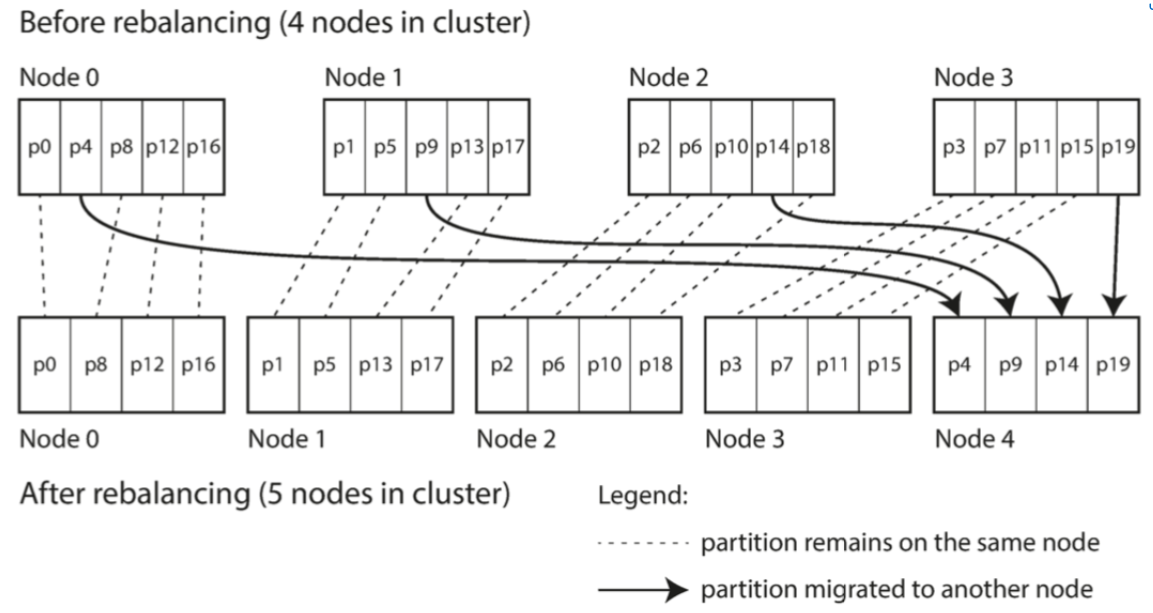 Before rebalancing (4 nodes in cluster)
Node 0 Node 1 Node 2 Node 3
p0 p4 p8 p12 p16 p1 p5 p9 p13 p17 p2 p6 p10 p14 p18 p3 p7 p11 p15 p19
p0 p8 p12 p16 p1 p5 p13 p17 p2 p6 p10 p18 p3 p7 p11 p15 p4 p9 p14 p19
Node 0 Node 1 Node 2 Node 3 Node 4
After rebalancing (5 nodes in cluster)
Legend:
partition remains on the same node
partition migrated to another node